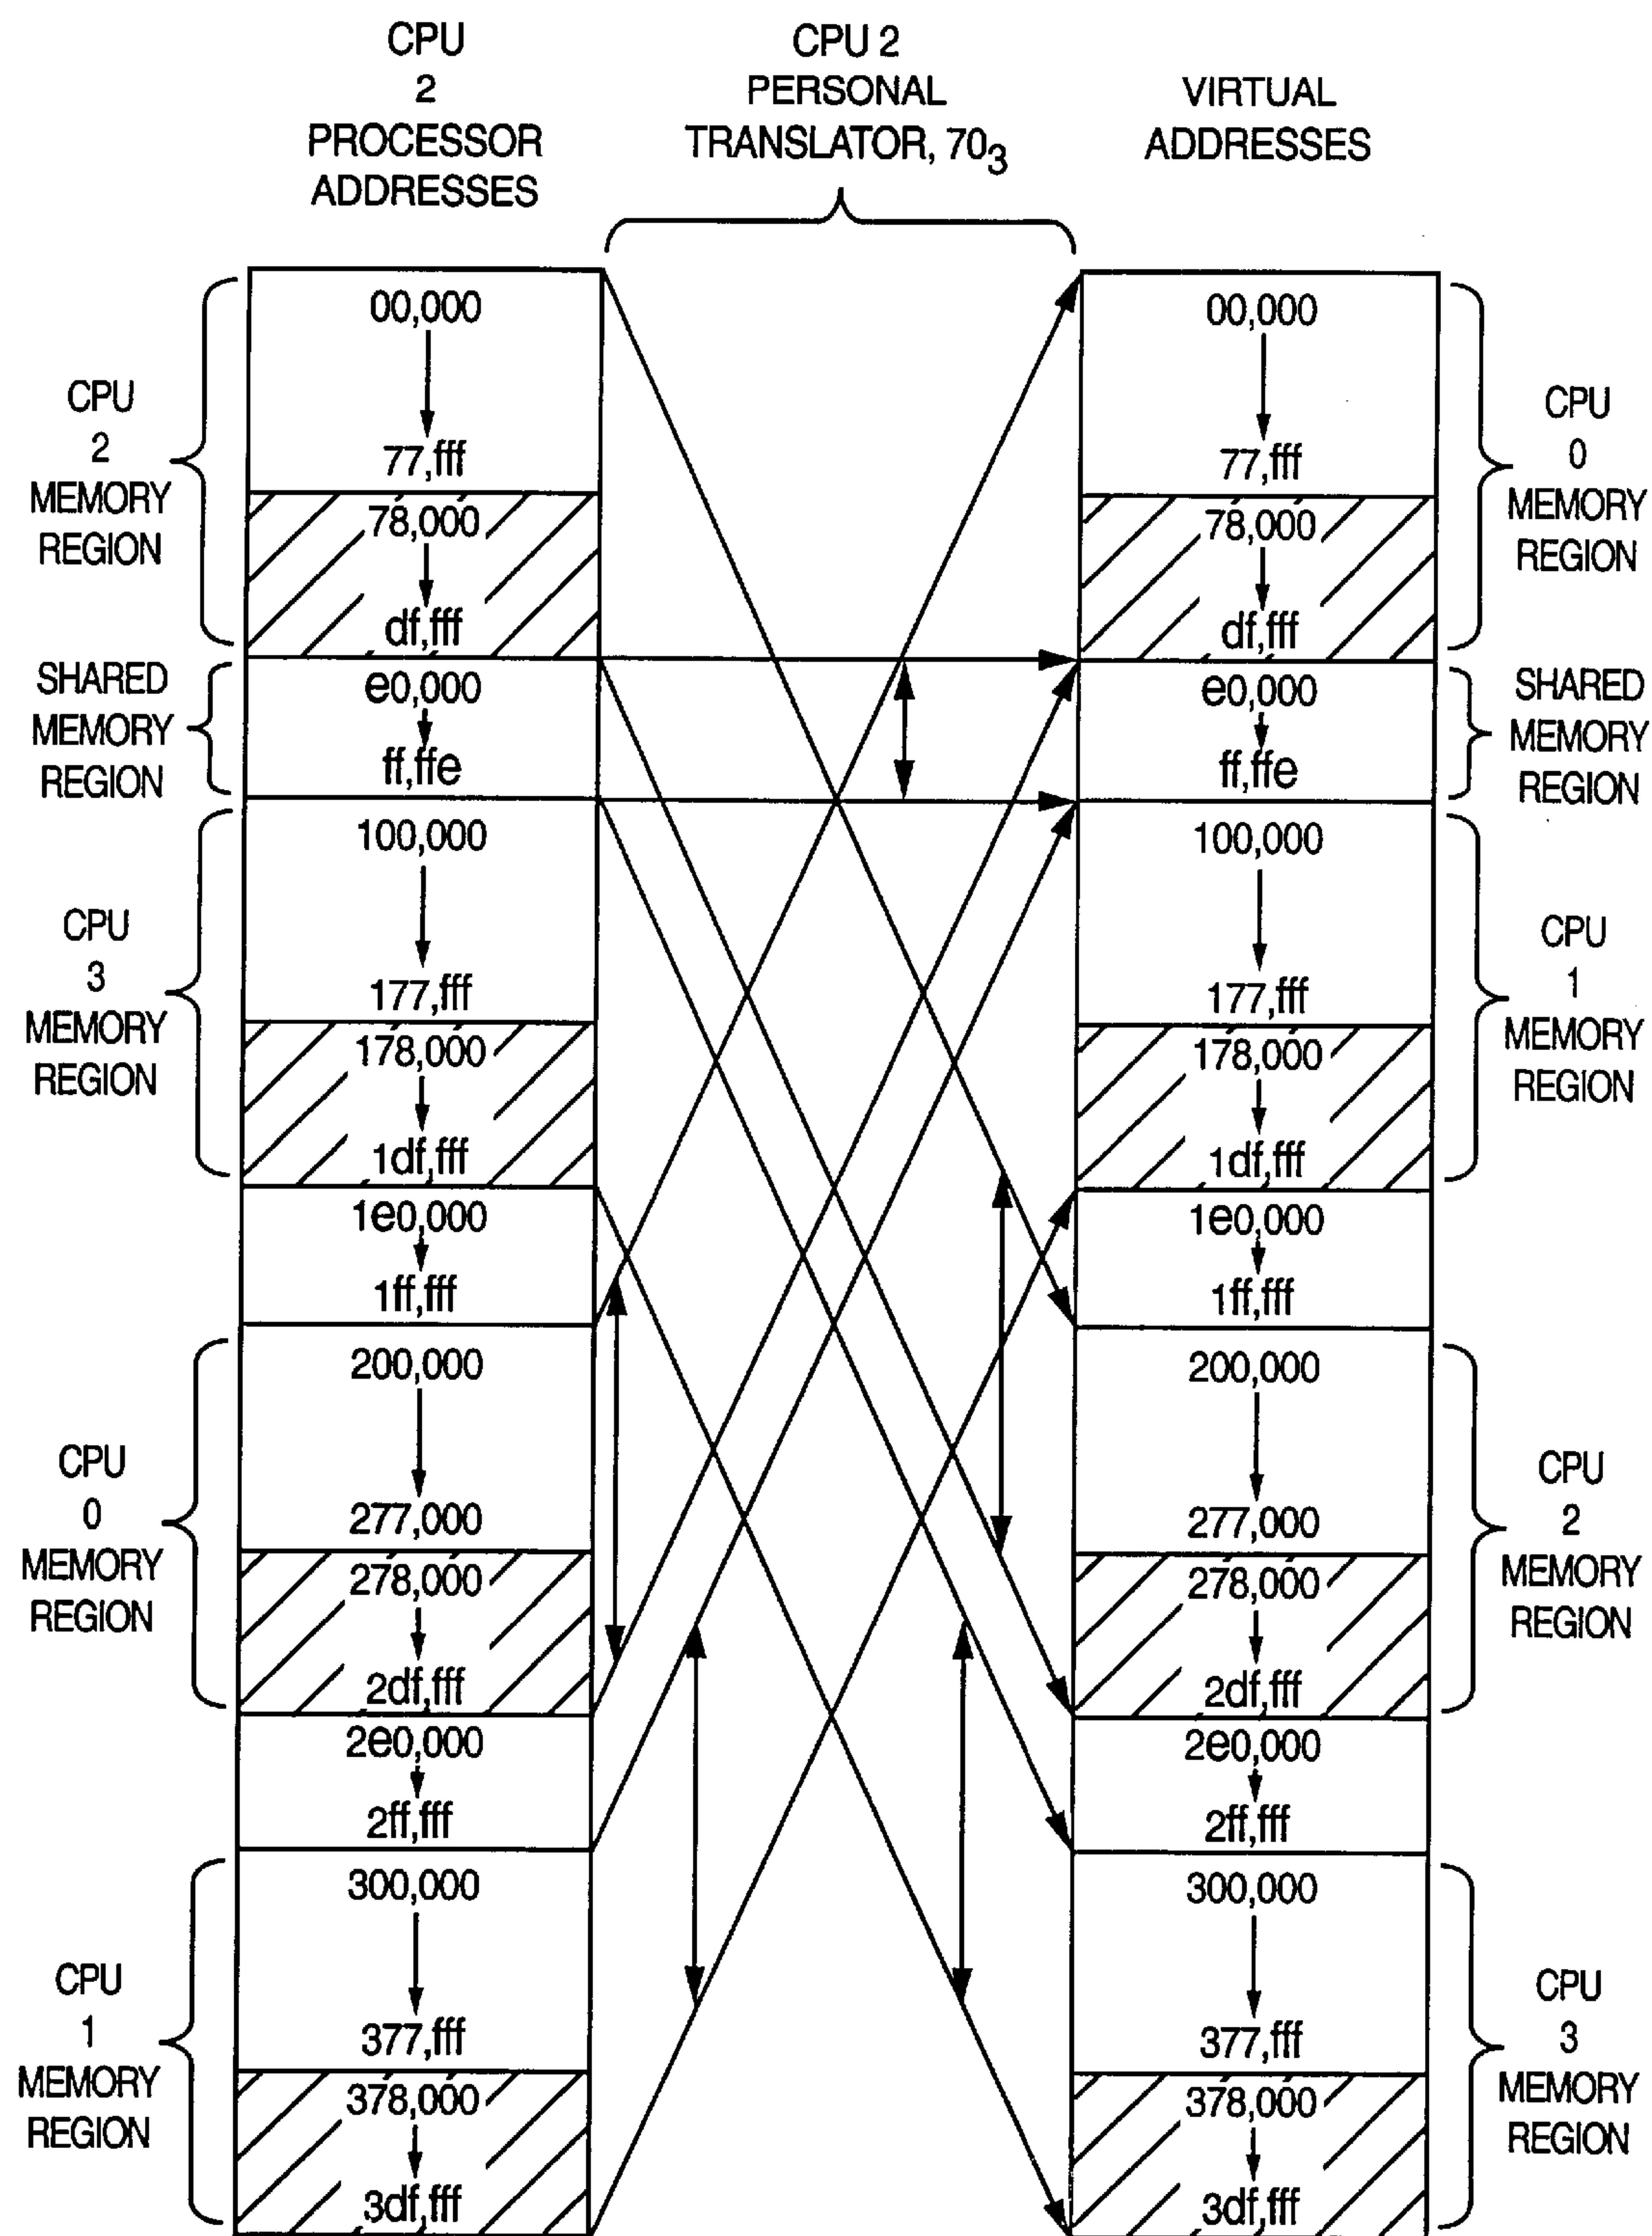 CPU
2
PROCESSOR
ADDRESSES
CPU 2
PERSONAL
TRANSLATOR, 70₃
VIRTUAL
ADDRESSES
CPU
2
MEMORY
REGION
SHARED
MEMORY
REGION
CPU
3
MEMORY
REGION
CPU
0
MEMORY
REGION
CPU
1
MEMORY
REGION
00,000
77,fff
78,000
df,fff
e0,000
ff,ffe
100,000
177,fff
178,000
1df,fff
1e0,000
1ff,fff
200,000
277,000
278,000
2df,fff
2e0,000
2ff,fff
300,000
377,fff
378,000
3df,fff
00,000
77,fff
78,000
df,fff
e0,000
ff,ffe
100,000
177,fff
178,000
1df,fff
1e0,000
1ff,fff
200,000
277,000
278,000
2df,fff
2e0,000
2ff,fff
300,000
377,fff
378,000
3df,fff
CPU
0
MEMORY
REGION
SHARED
MEMORY
REGION
CPU
1
MEMORY
REGION
CPU
2
MEMORY
REGION
CPU
3
MEMORY
REGION